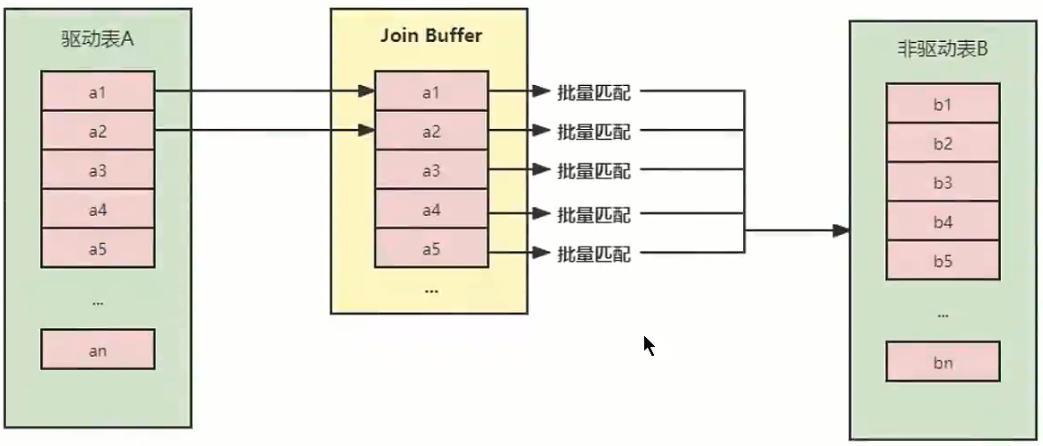 驱动表A
a1
a2
a3
a4
a5
...
an
Join Buffer
a1
a2
a3
a4
a5
...
批量匹配
批量匹配
批量匹配
批量匹配
批量匹配
非驱动表B
b1
b2
b3
b4
b5
...
bn